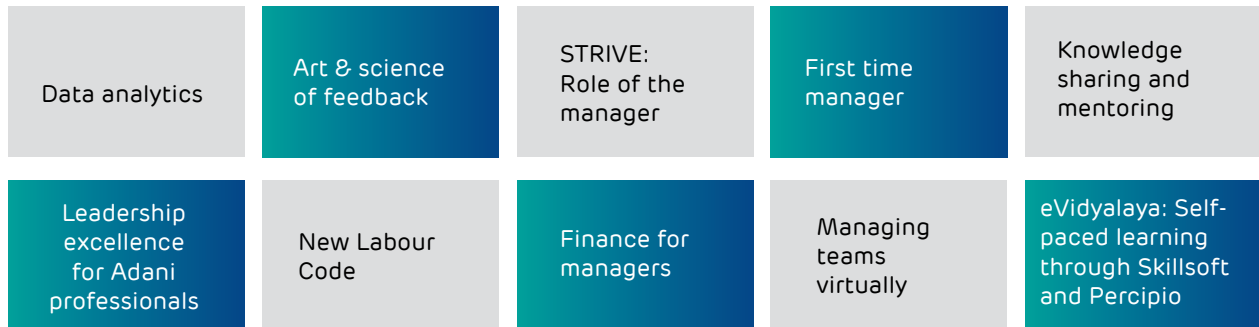 Data analytics
Art & science
of feedback
STRIVE:
Role of the
manager
First time
manager
Knowledge
sharing and
mentoring
Leadership
excellence
for Adani
professionals
New Labour
Code
Finance for
managers
Managing
teams
virtually
eVidyalaya: Self-
paced learning
through Skillsoft
and Percipio